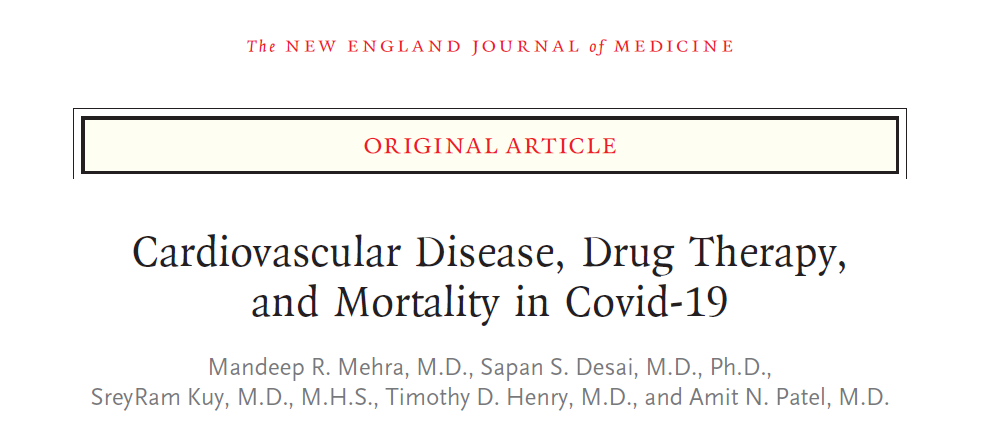 The NEW ENGLAND JOURNAL of MEDICINE
ORIGINAL ARTICLE
Cardiovascular Disease, Drug Therapy,
and Mortality in Covid-19
Mandeep R. Mehra, M.D., Sapan S. Desai, M.D., Ph.D.,
SreyRam Kuy, M.D., M.H.S., Timothy D. Henry, M.D., and Amit N. Patel, M.D.